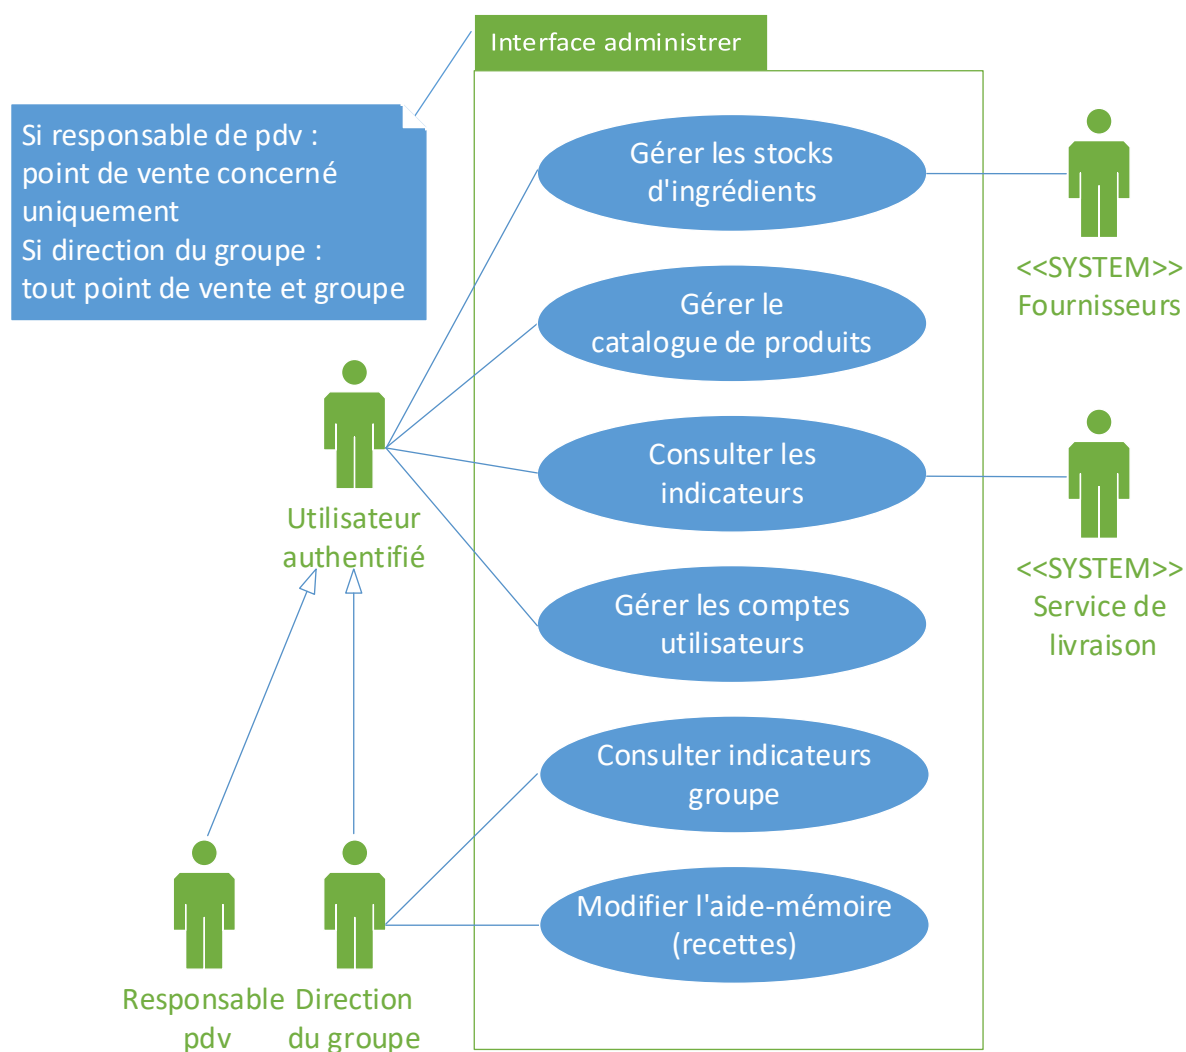 Interface administrer
Si responsable de pdv :
point de vente concerné
uniquement
Si direction du groupe :
tout point de vente et groupe
Gérer les stocks
d'ingrédients
<<SYSTEM>>
Fournisseurs
Gérer le
catalogue de produits
Utilisateur
authentifié
Consulter les
indicateurs
<<SYSTEM>>
Service de
livraison
Gérer les comptes
utilisateurs
Consulter indicateurs
groupe
Modifier l'aide-mémoire
(recettes)
Responsable
pdv
Direction
du groupe